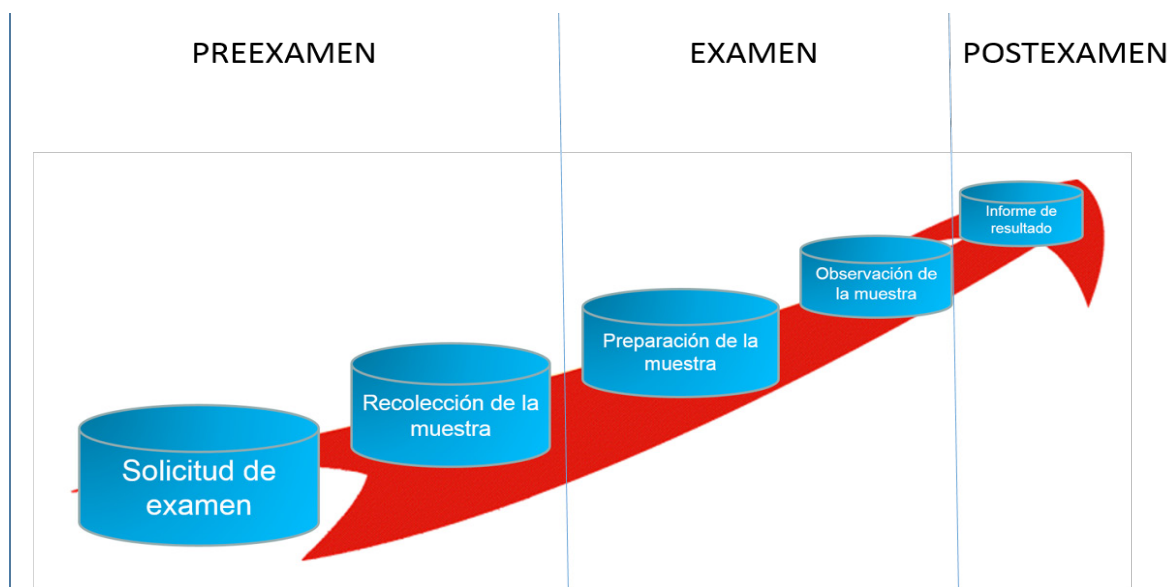 PREEXAMEN
EXAMEN
POSTEXAMEN
Solicitud de
examen
Recolección de la
muestra
Preparación de la
muestra
Observación de
la muestra
Informe de
resultado